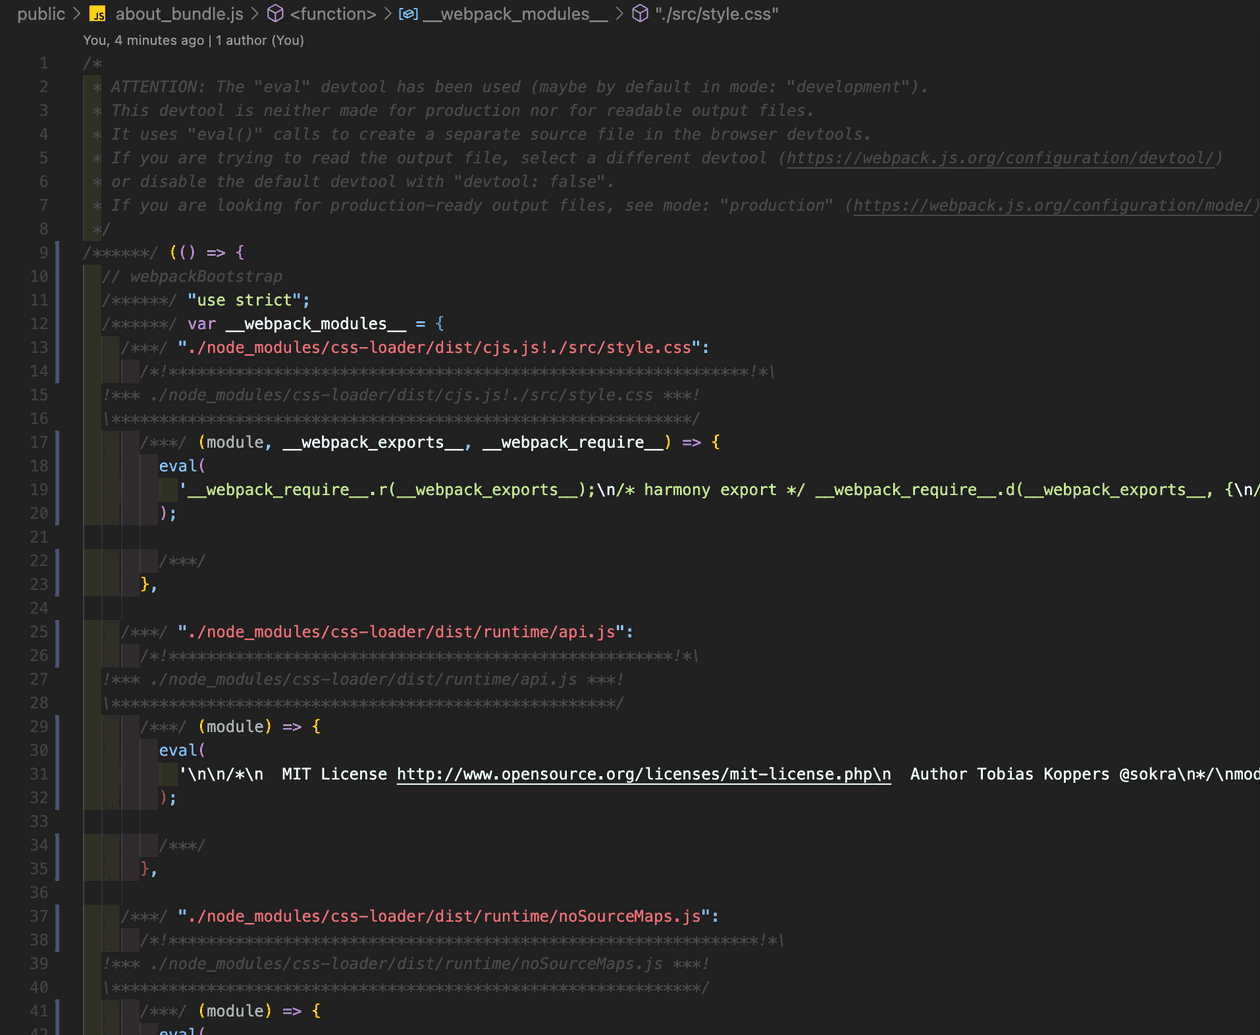 public > JS about_bundle.js > <function> > __webpack_modules__ > "./src/style.css"
You, 4 minutes ago | 1 author (You)
1 /*
2 * ATTENTION: The "eval" devtool has been used (maybe by default in mode: "development").
3 * This devtool is neither made for production nor for readable output files.
4 * It uses "eval()" calls to create a separate source file in the browser devtools.
5 * If you are trying to read the output file, select a different devtool (https://webpack.js.org/configuration/devtool/)
6 * or disable the default devtool with "devtool: false".
7 * If you are looking for production-ready output files, see mode: "production" (https://webpack.js.org/configuration/mode/)
8 */
9 /******/ (() => {
10 // webpackBootstrap
11 /******/ "use strict";
12 /******/ var __webpack_modules__ = {
13 /***/ "./node_modules/css-loader/dist/cjs.js!./src/style.css":
14 /*!*************************************************************!*\
15 !*** ./node_modules/css-loader/dist/cjs.js!./src/style.css ***!
16 \*************************************************************/
17 /***/ (module, __webpack_exports__, __webpack_require__) => {
18 eval(
19 '__webpack_require__.r(__webpack_exports__);\n/* harmony export */ __webpack_require__.d(__webpack_exports__, {\n/
20 );
21
22 /***/
23 },
24
25 /***/ "./node_modules/css-loader/dist/runtime/api.js":
26 /*!*****************************************************!*\
27 !*** ./node_modules/css-loader/dist/runtime/api.js ***!
28 \*****************************************************/
29 /***/ (module) => {
30 eval(
31 '\n\n/*\n  MIT License http://www.opensource.org/licenses/mit-license.php\n  Author Tobias Koppers @sokra\n*/\nmod
32 );
33
34 /***/
35 },
36
37 /***/ "./node_modules/css-loader/dist/runtime/noSourceMaps.js":
38 /*!**************************************************************!*\
39 !*** ./node_modules/css-loader/dist/runtime/noSourceMaps.js ***!
40 \**************************************************************/
41 /***/ (module) => {
42 eval(